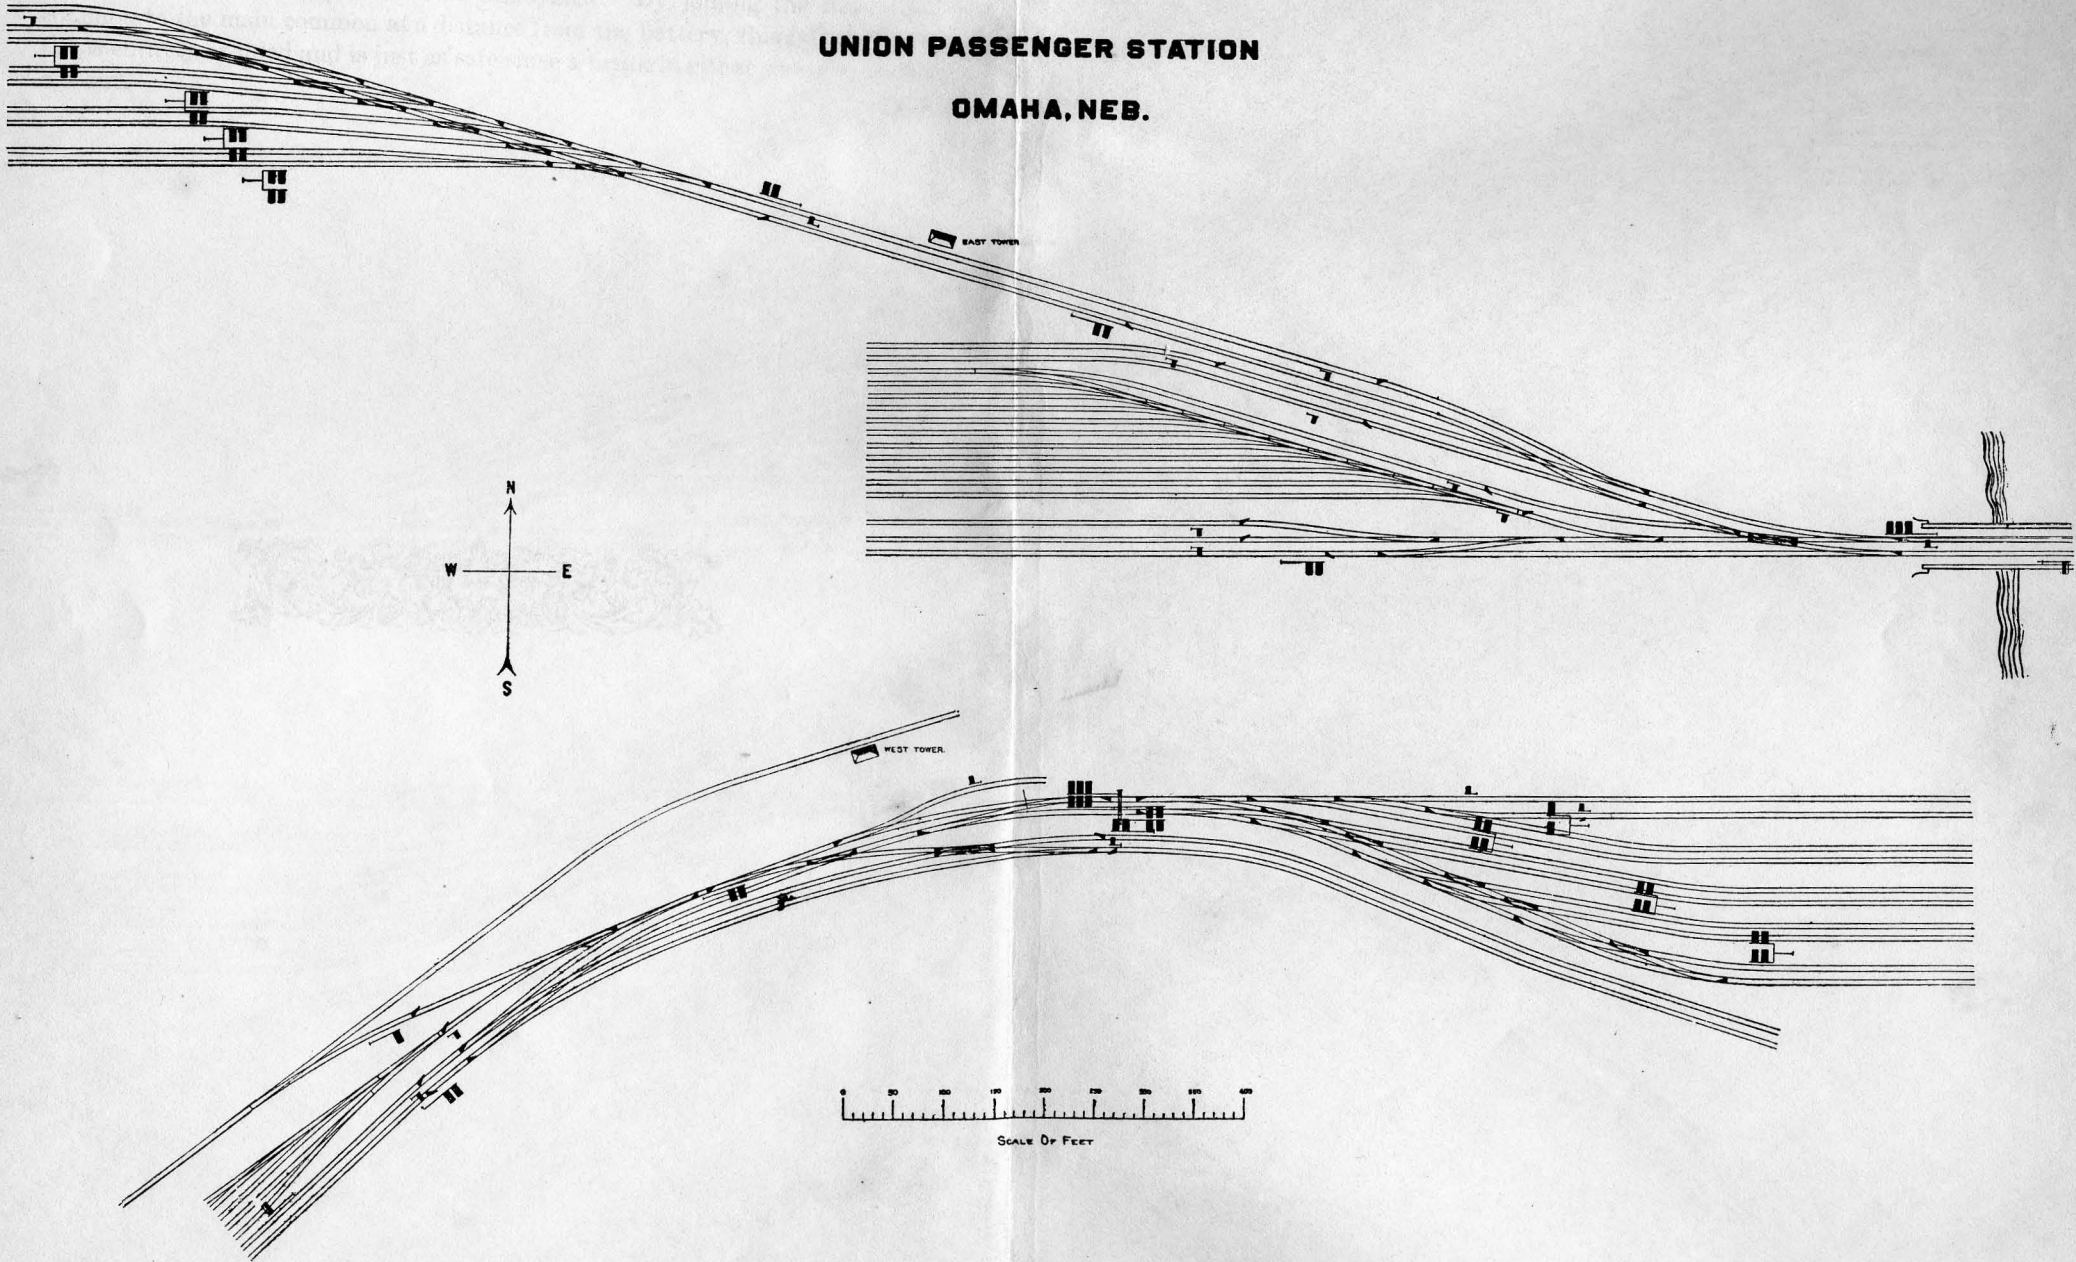 UNION PASSENGER STATION
OMAHA, NEB.
EAST TOWER
N
W E
S
WEST TOWER.
0 50 100 150 200 250 300 350 400
SCALE OF FEET